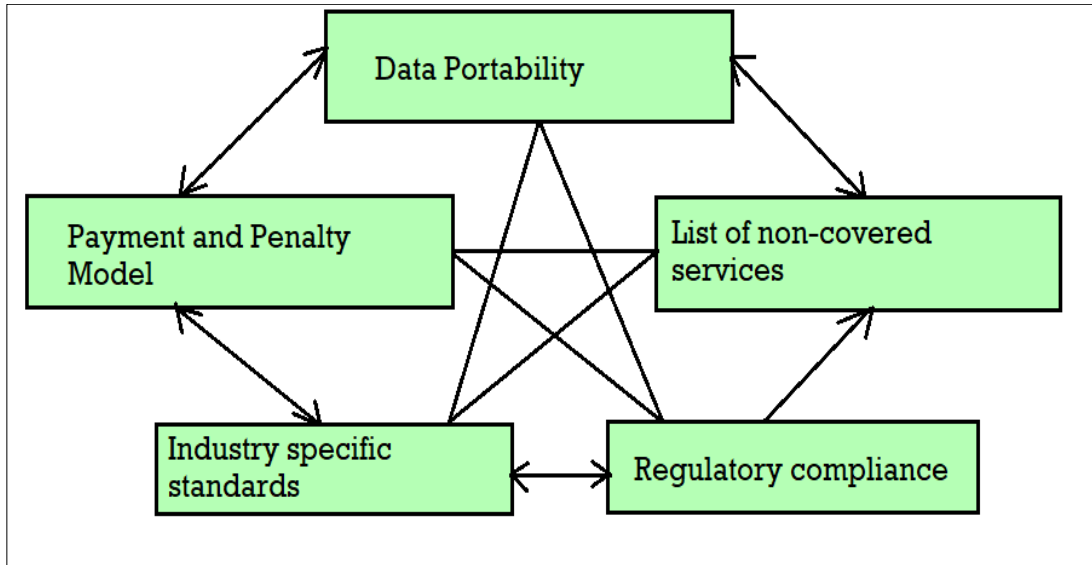 Data Portability
Payment and Penalty
Model
List of non-covered
services
Industry specific
standards
Regulatory compliance